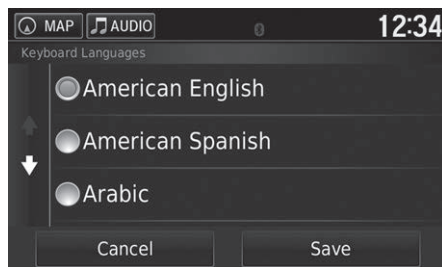 MAP AUDIO 12:34
Keyboard Languages
American English
American Spanish
Arabic
Cancel Save